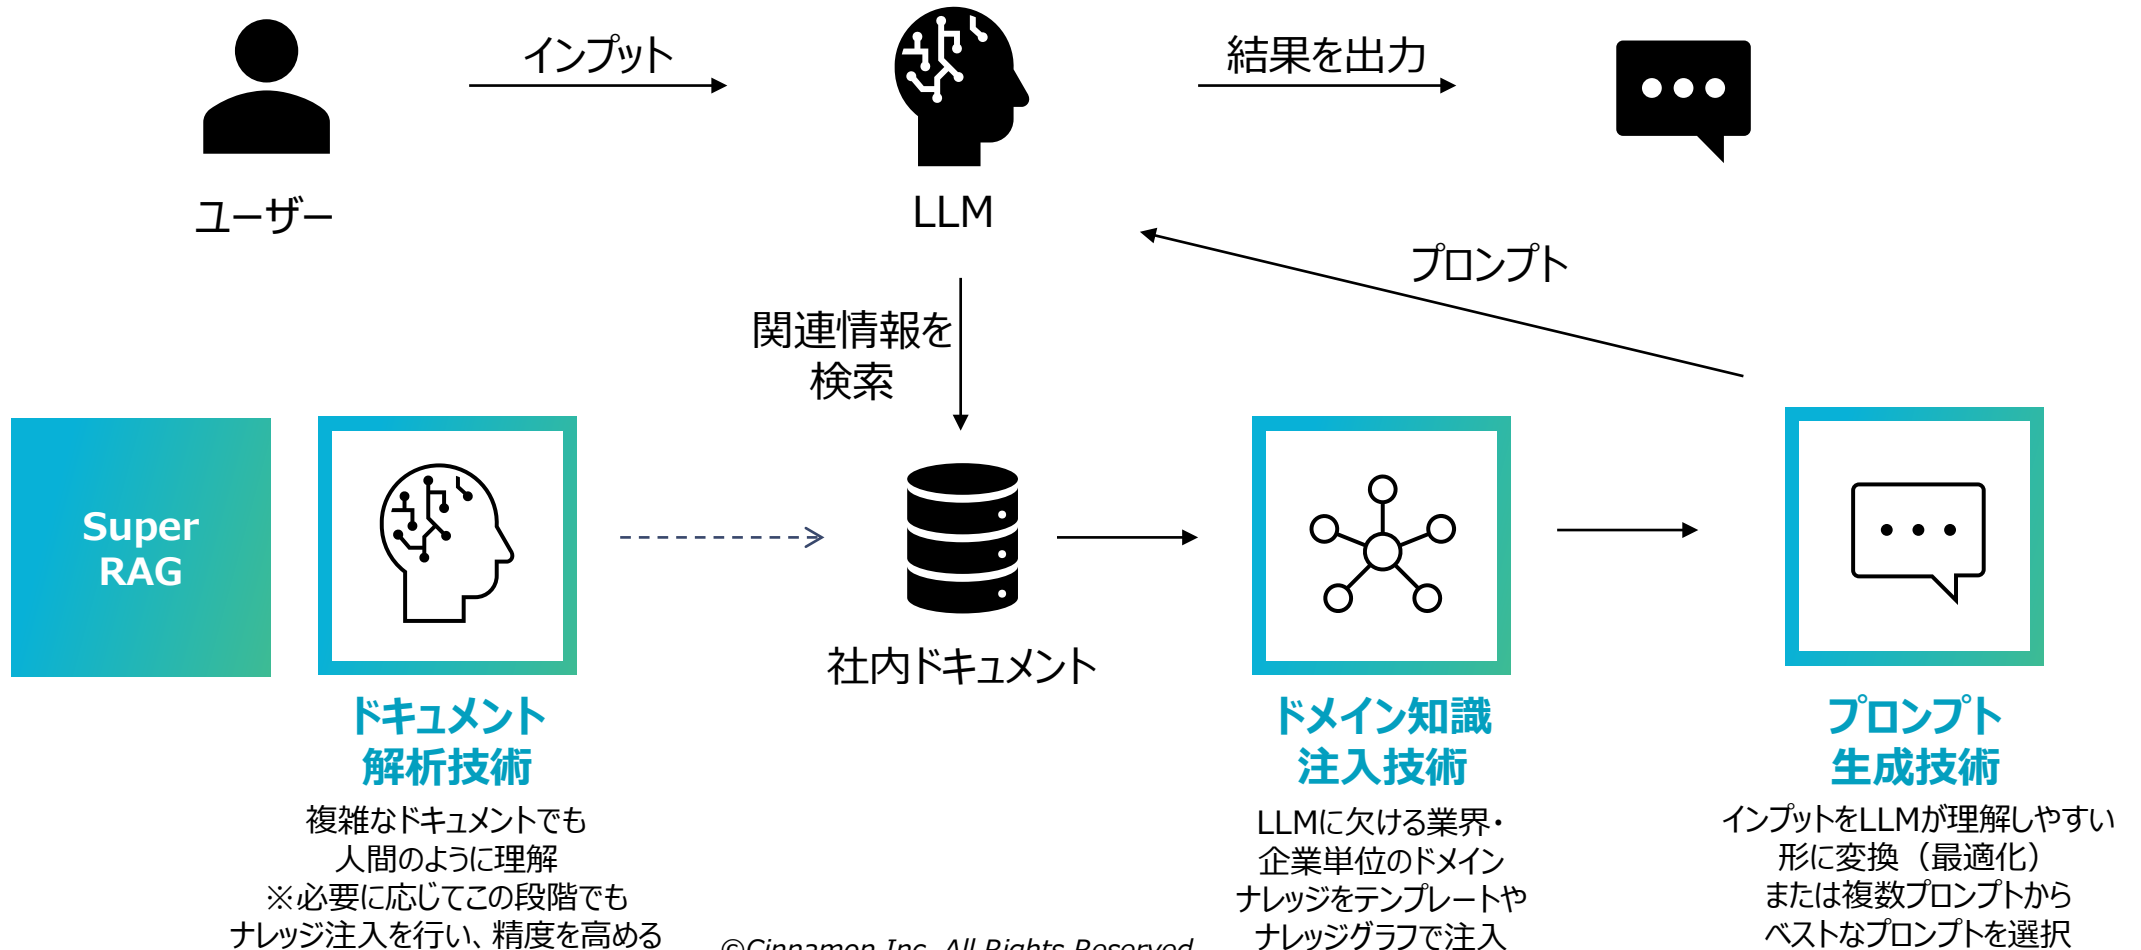 インプット
結果を出力
ユーザー
LLM
プロンプト
関連情報を
検索
Super
RAG
社内ドキュメント
ドキュメント
解析技術
複雑なドキュメントでも
人間のように理解
※必要に応じてこの段階でも
ナレッジ注入を行い、精度を高める
ドメイン知識
注入技術
LLMに欠ける業界・
企業単位のドメイン
ナレッジをテンプレートや
ナレッジグラフで注入
プロンプト
生成技術
インプットをLLMが理解しやすい
形に変換（最適化）
または複数プロンプトから
ベストなプロンプトを選択
©Cinnamon Inc. All Rights Reserved